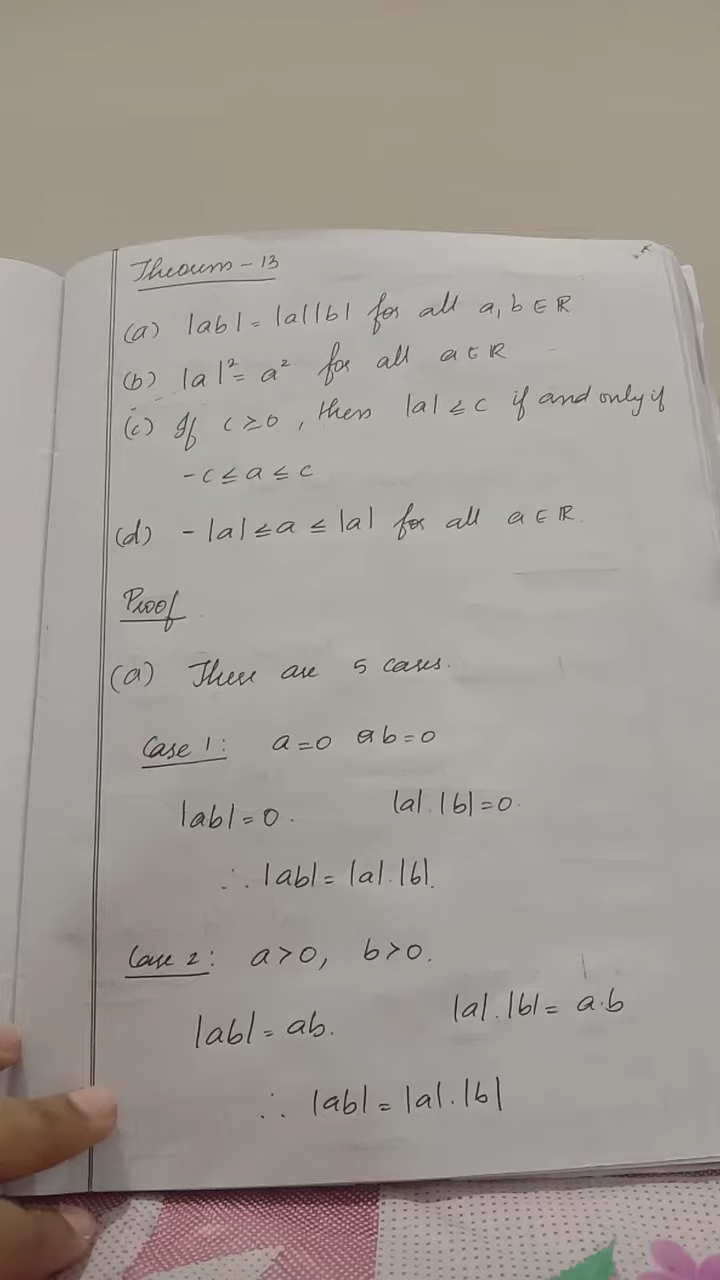 Theorem - 13
(a) |ab| = |a||b| for all a, b ∈ ℝ
(b) |a|² = a² for all a ∈ ℝ
(c) If c ≥ 0, then |a| ≤ c if and only if
-c ≤ a ≤ c
(d) -|a| ≤ a ≤ |a| for all a ∈ ℝ.
Proof
(a) There are 5 cases.
Case 1: a=0 ab=0
|ab| = 0. |a|.|b| = 0.
∴ |ab| = |a|.|b|.
Case 2: a>0, b>0.
|ab| = ab. |a|.|b| = a.b
∴ |ab| = |a|.|b|